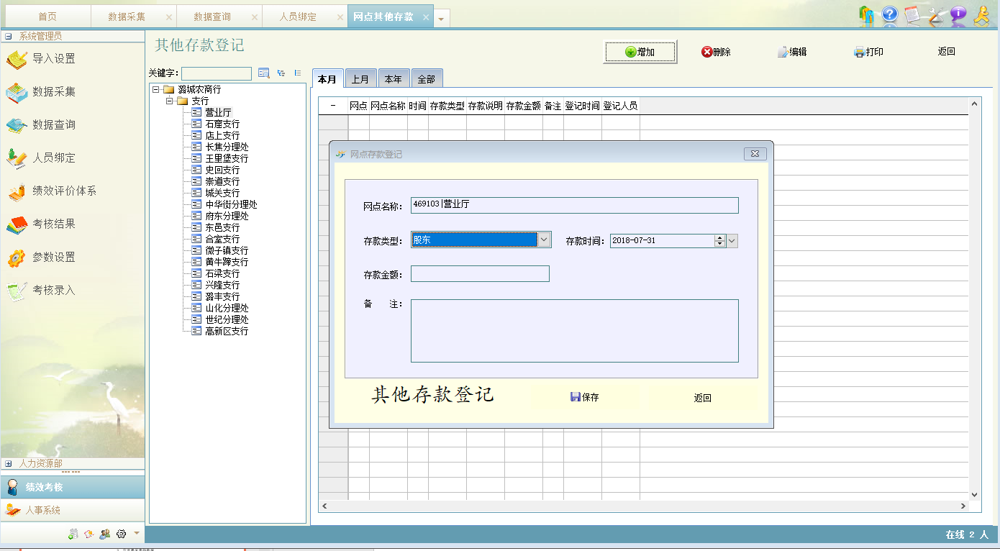 首页
数据采集
数据查询
人员绑定
网点其他存款
系统管理员
导入设置
数据采集
数据查询
人员绑定
绩效评价体系
考核结果
参数设置
考核录入
人力资源部
绩效考核
人事系统
其他存款登记
增加
删除
编辑
打印
返回
关键字:
潞城农商行
支行
营业厅
石窟支行
店上支行
长焦分理处
王里堡支行
史回支行
崇道支行
城关支行
中华街分理处
府东分理处
东邑支行
合室支行
微子镇支行
黄牛蹄支行
石梁支行
兴隆支行
潞丰支行
山化分理处
世纪分理处
高新区支行
本月 上月 本年 全部
- 网点 网点名称 时间 存款类型 存款说明 存款金额 备注 登记时间 登记人员
网点存款登记
网点名称: 469103|营业厅
存款类型: 股东 存款时间: 2018-07-31
存款金额:
备 注:
其他存款登记 保存 返回
在线 2 人